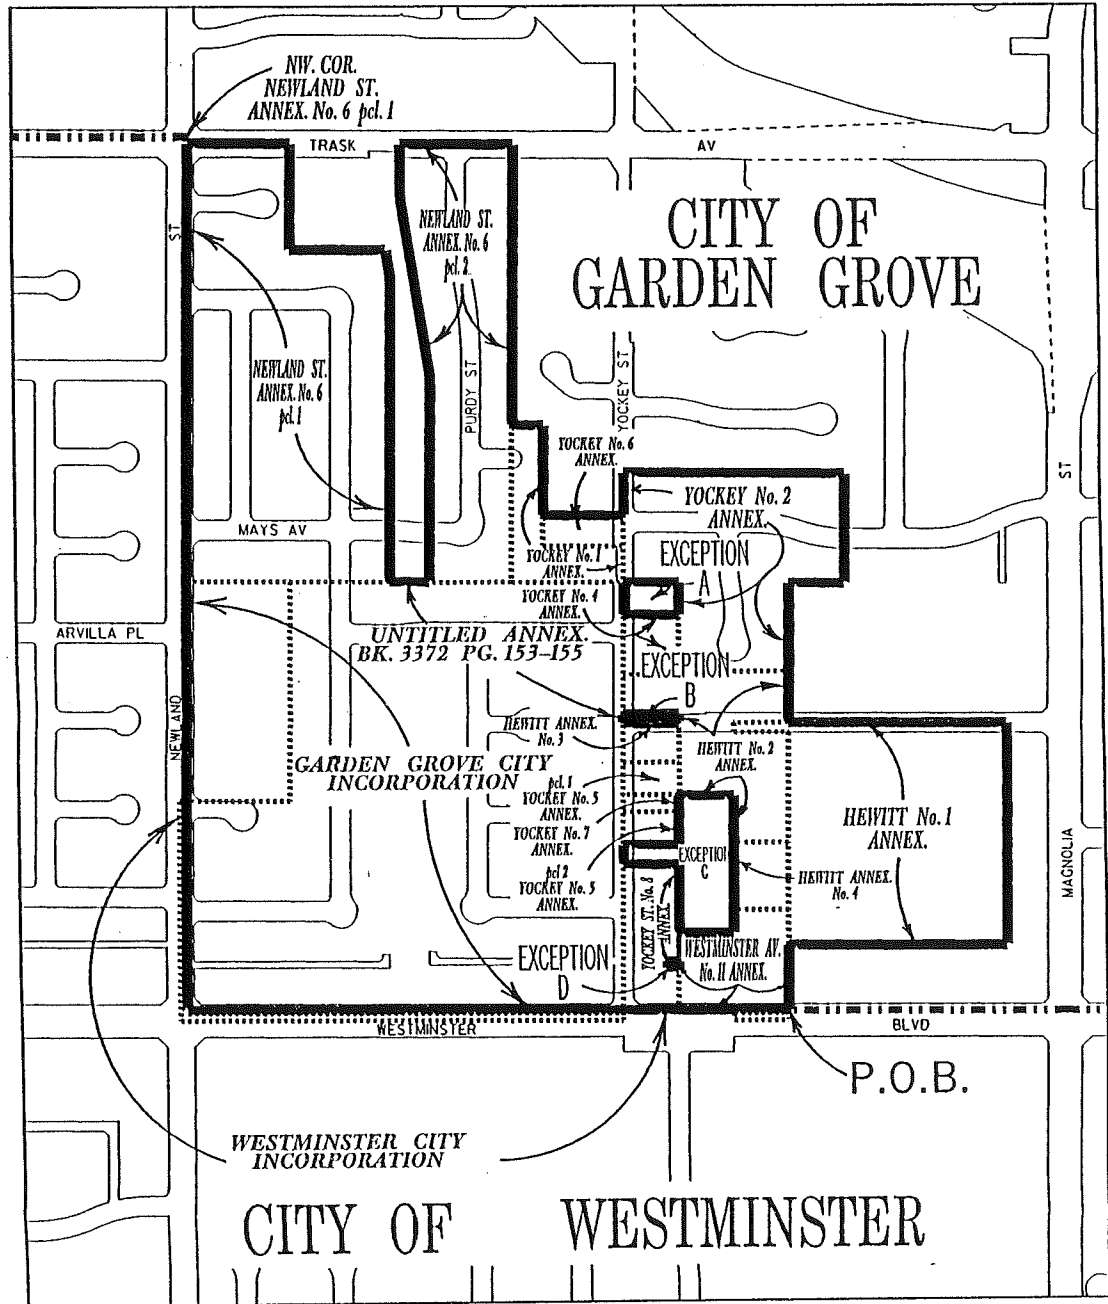 NW. COR.
NEWLAND ST.
ANNEX. No. 6 pcl. 1
TRASK
AV
CITY OF
GARDEN GROVE
ST
NEWLAND ST.
ANNEX. No. 6
pcl. 2
NEWLAND ST.
ANNEX. No. 6
pcl. 1
PURDY ST
YOCKEY ST
YOCKEY No. 6
ANNEX.
ST
YOCKEY No. 2
ANNEX.
MAYS AV
YOCKEY No. 1
ANNEX.
EXCEPTION
A
YOCKEY No. 4
ANNEX.
ARVILLA PL
UNTITLED ANNEX.
BK. 3372 PG. 153-155
EXCEPTION
B
NEWLAND
HEWITT ANNEX.
No. 3
HEWITT No. 2
ANNEX.
GARDEN GROVE CITY
INCORPORATION
pcl. 1
YOCKEY No. 5
ANNEX.
YOCKEY No. 7
ANNEX.
pcl 2
YOCKEY No. 5
ANNEX.
HEWITT No. 1
ANNEX.
MAGNOLIA
EXCEPTION
C
HEWITT ANNEX.
No. 4
YOCKEY ST. No. 8
ANNEX
EXCEPTION
D
WESTMINSTER AV.
No. 11 ANNEX.
WESTMINSTER
BLVD
P.O.B.
WESTMINSTER CITY
INCORPORATION
CITY OF WESTMINSTER